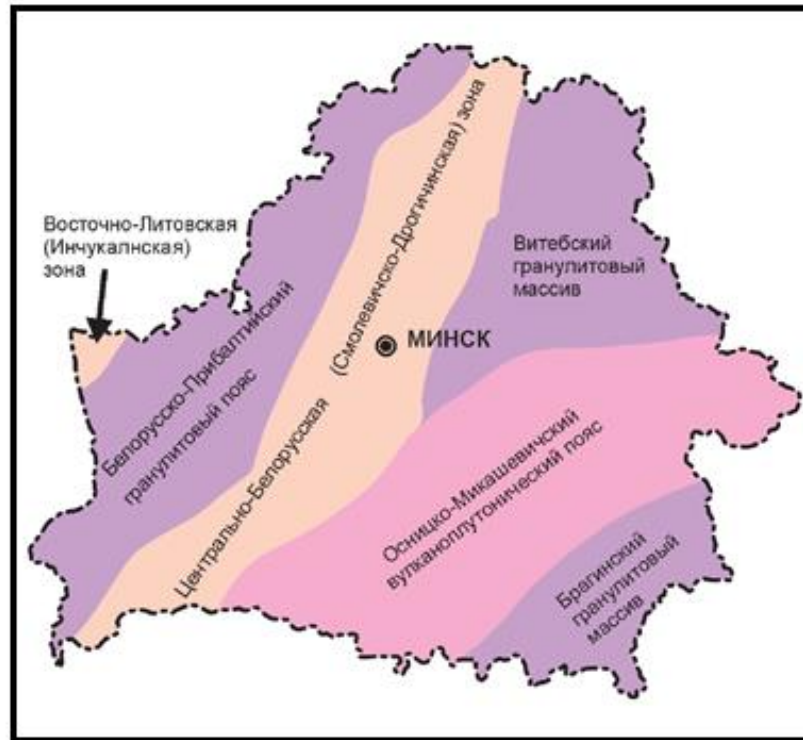 Восточно-Литовская
(Инчукалнская)
зона
Белорусско-Прибалтийский
гранулитовый пояс
Центрально-Белорусская
(Смолевичско-Дрогичинская) зона
Витебский
гранулитовый
массив
МИНСК
Осницко-Микашевичский
вулканоплутонический пояс
Брагинский
гранулитовый
массив